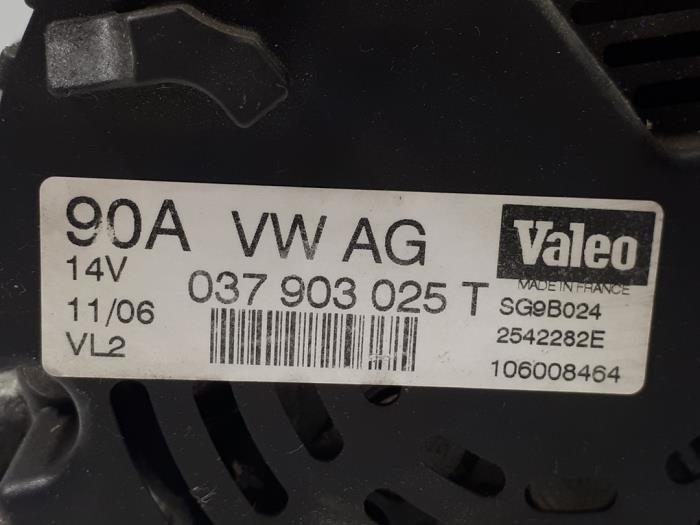 90A VW AG
14V
037 903 025 T
11/06
VL2
Valeo
MADE IN FRANCE
SG9B024
2542282E
106008464